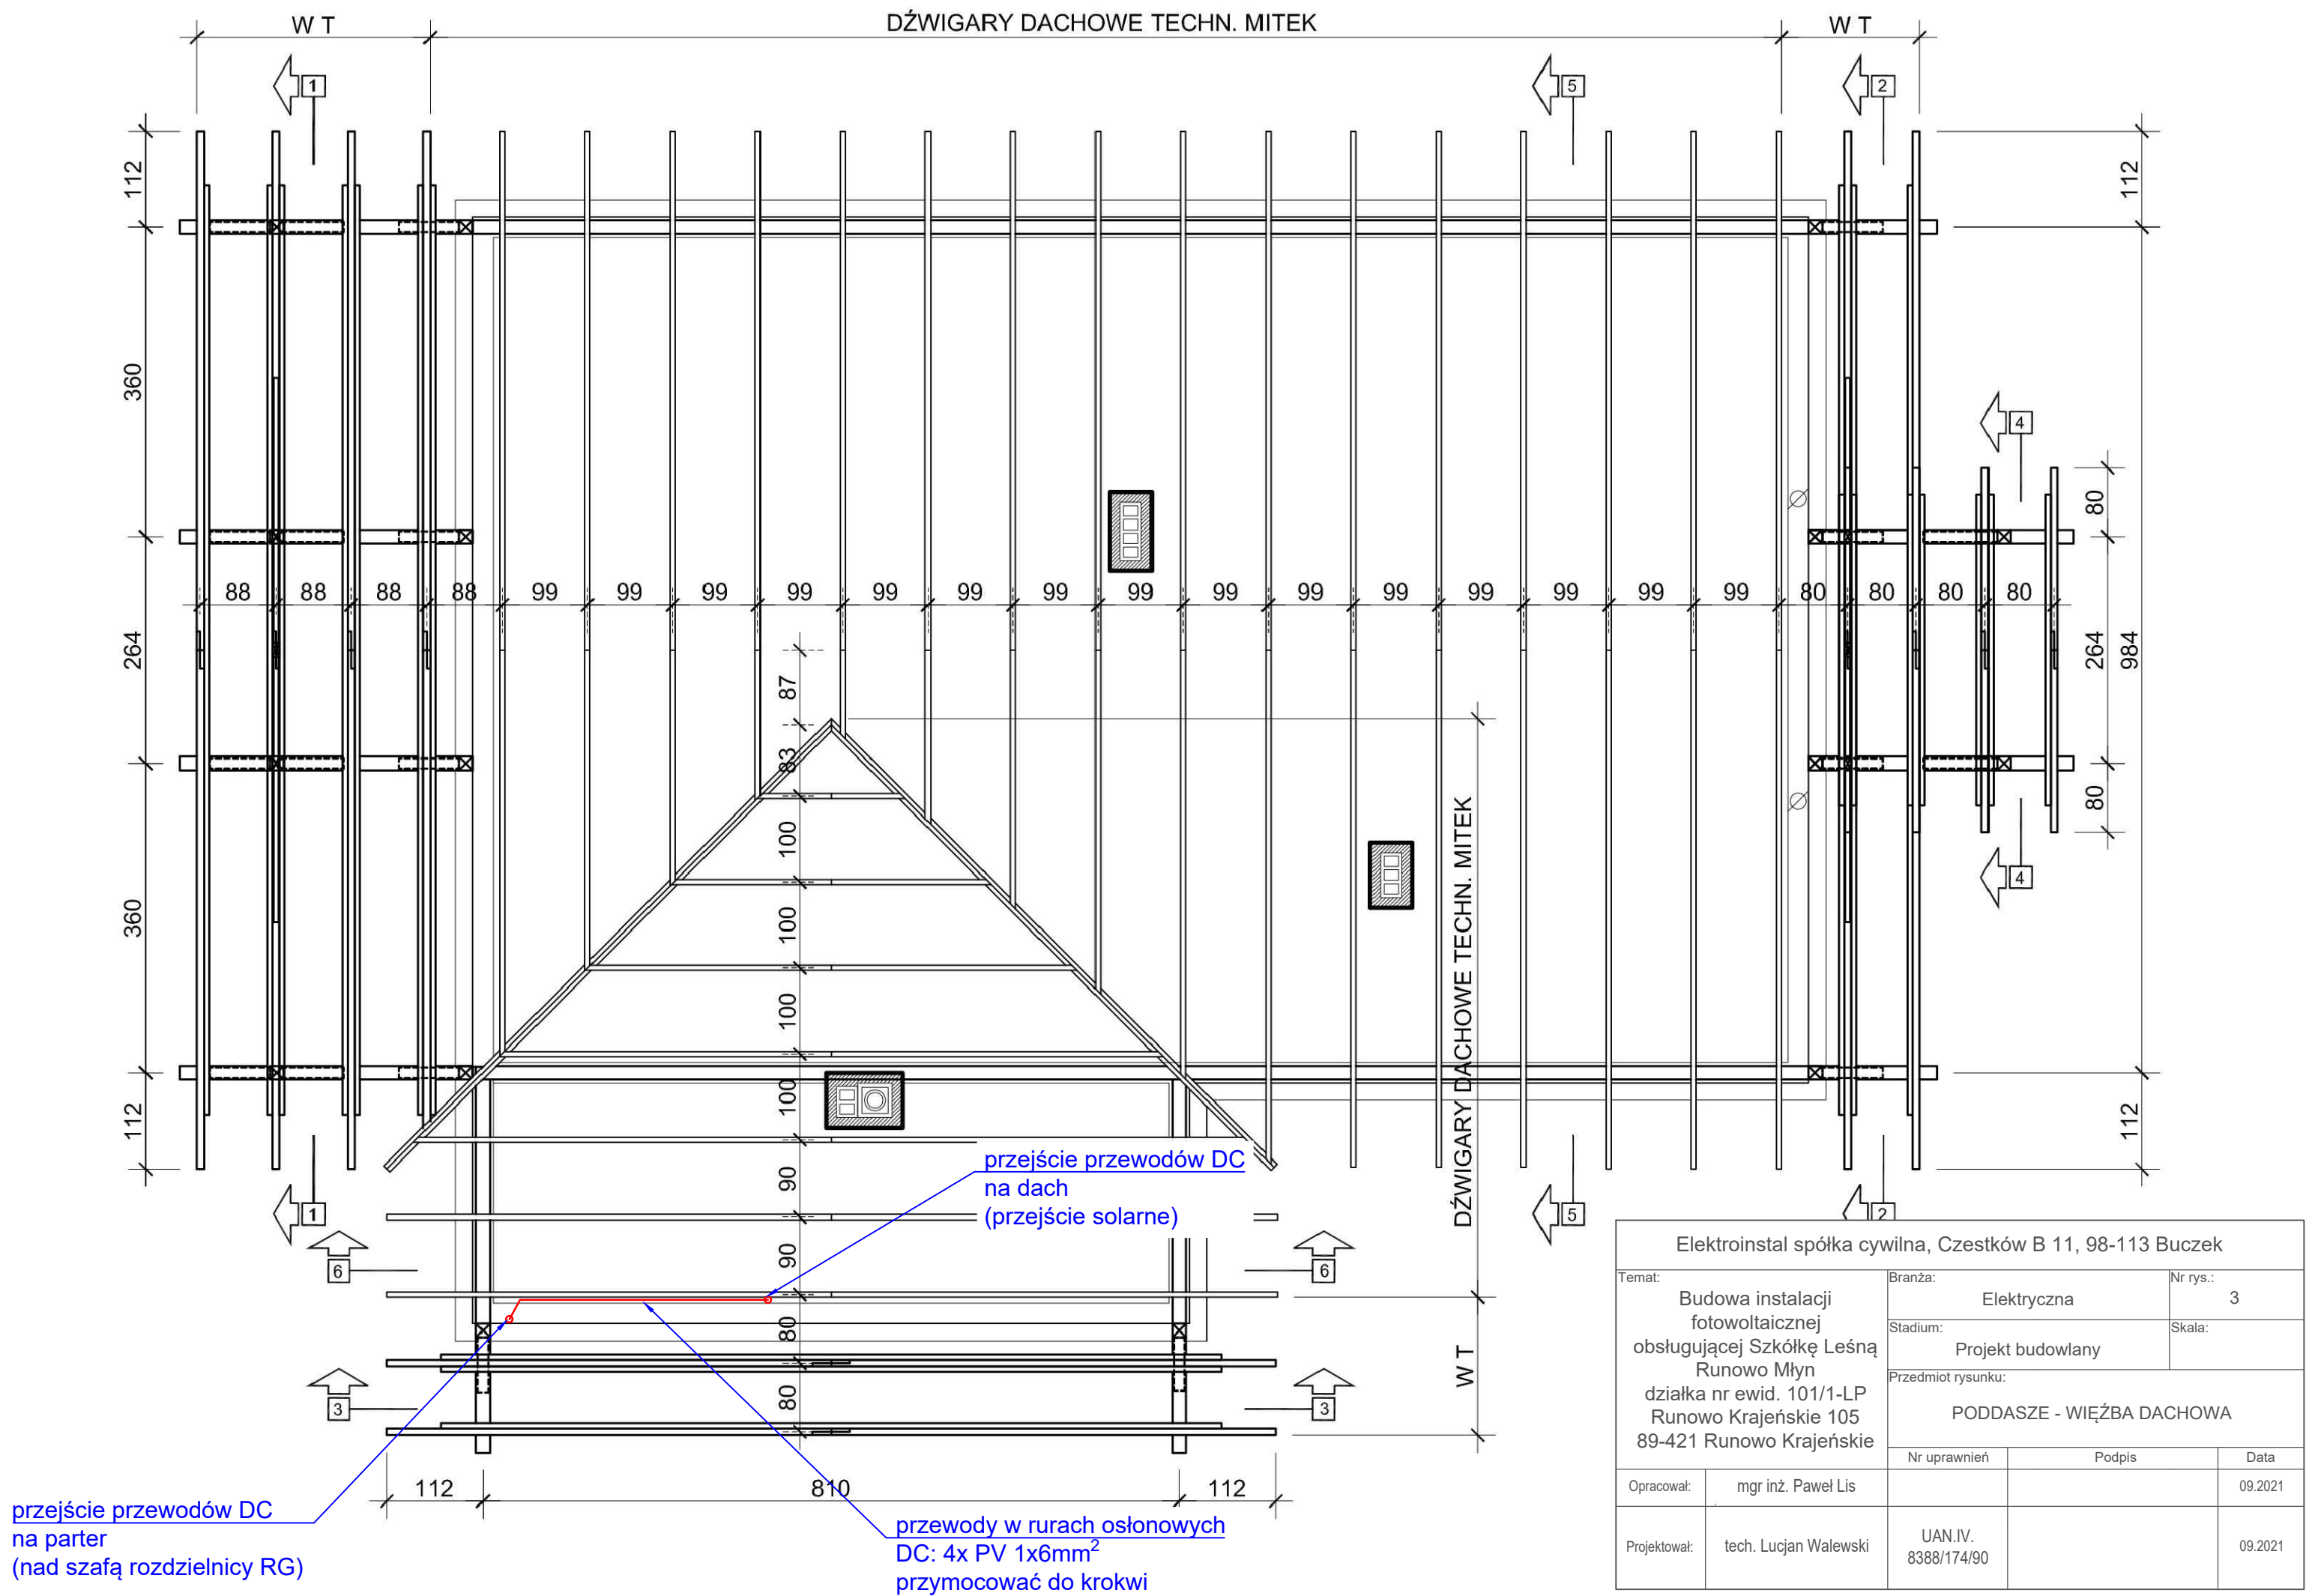 W T
DŹWIGARY DACHOWE TECHN. MITEK
W T
1
5
2
112
112
360
4
80
88 88 88 88 99 99 99 99 99 99 99 99 99 99 99 99 99 99 99 80 80 80 80
264
264
984
87
83
80
100
4
100
360
100
DŹWIGARY DACHOWE TECHN. MITEK
100
112
112
90
przejście przewodów DC
na dach
(przejście solarne)
1
5
2
6
90
6
80
3
80
3
W T
112
810
112
przejście przewodów DC
na parter
(nad szafą rozdzielnicy RG)
przewody w rurach osłonowych
DC: 4x PV 1x6mm²
przymocować do krokwi
Elektroinstal spółka cywilna, Czestków B 11, 98-113 Buczek
Temat:
Budowa instalacji
fotowoltaicznej
obsługującej Szkółkę Leśną
Runowo Młyn
działka nr ewid. 101/1-LP
Runowo Krajeńskie 105
89-421 Runowo Krajeńskie
Branża:
Elektryczna
Nr rys.:
3
Stadium:
Projekt budowlany
Skala:
Przedmiot rysunku:
PODDASZE - WIĘŹBA DACHOWA
Nr uprawnień
Podpis
Data
Opracował:
mgr inż. Paweł Lis
09.2021
Projektował:
tech. Lucjan Walewski
UAN.IV.
8388/174/90
09.2021